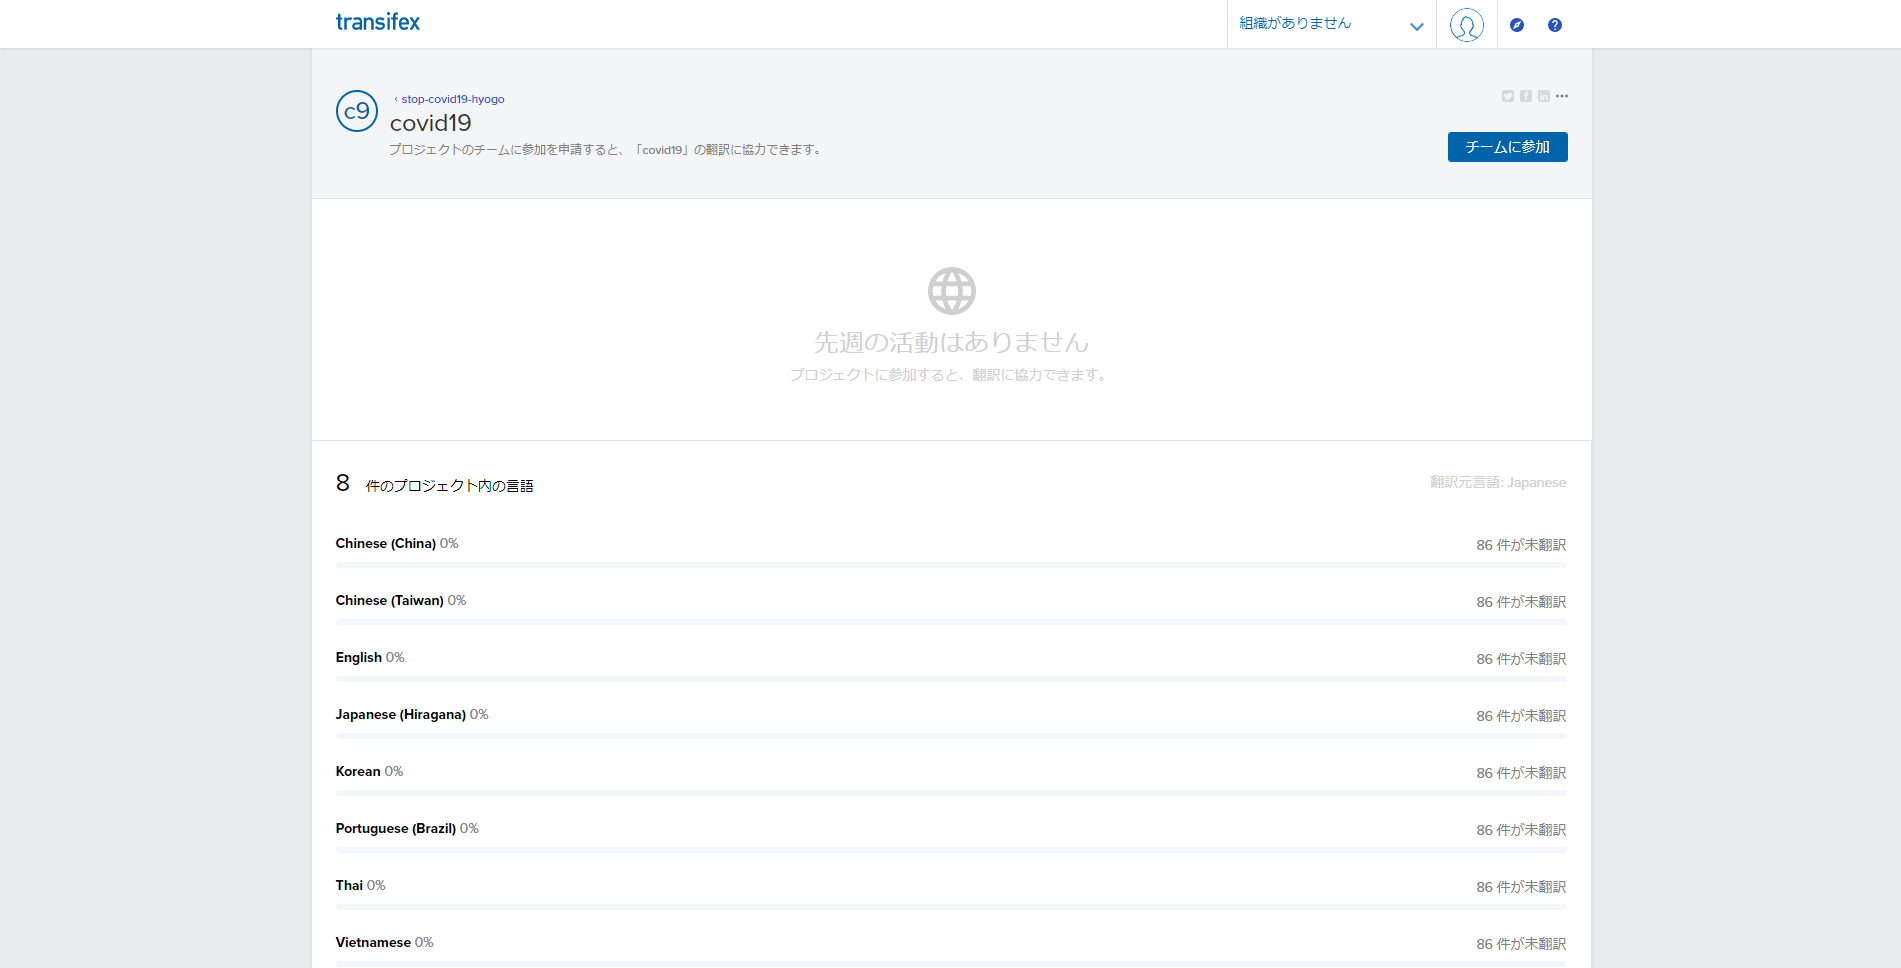 transifex
組織がありません
c9
‹ stop-covid19-hyogo
covid19
プロジェクトのチームに参加を申請すると、「covid19」の翻訳に協力できます。
チームに参加
先週の活動はありません
プロジェクトに参加すると、翻訳に協力できます。
8 件のプロジェクト内の言語
翻訳元言語: Japanese
Chinese (China) 0%
86 件が未翻訳
Chinese (Taiwan) 0%
86 件が未翻訳
English 0%
86 件が未翻訳
Japanese (Hiragana) 0%
86 件が未翻訳
Korean 0%
86 件が未翻訳
Portuguese (Brazil) 0%
86 件が未翻訳
Thai 0%
86 件が未翻訳
Vietnamese 0%
86 件が未翻訳